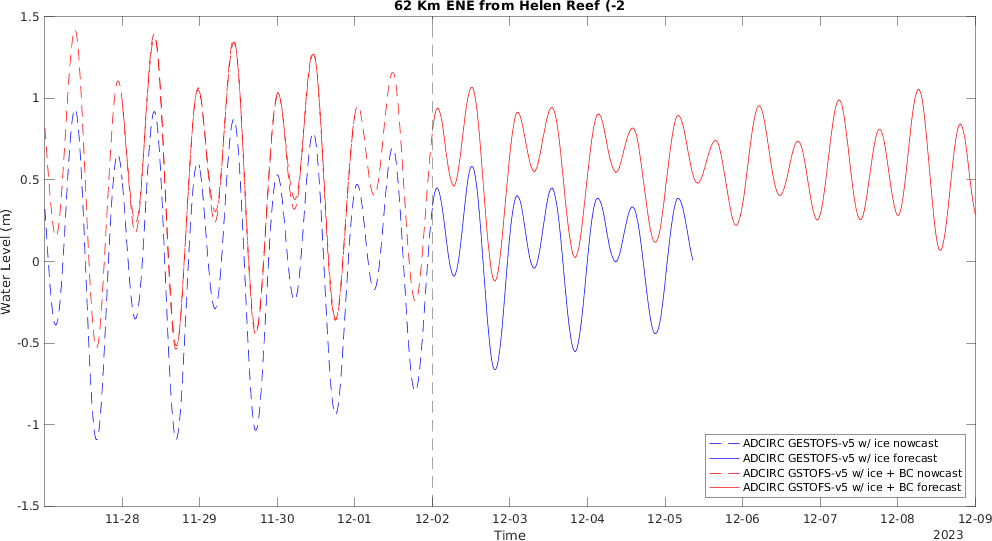 62 Km ENE from Helen Reef (-2
Water Level (m)
1.5
1
0.5
0
-0.5
-1
-1.5
11-28
11-29
11-30
12-01
12-02
12-03
12-04
12-05
12-06
12-07
12-08
12-09
Time
2023
ADCIRC GESTOFS-v5 w/ ice nowcast
ADCIRC GESTOFS-v5 w/ ice forecast
ADCIRC GSTOFS-v5 w/ ice + BC nowcast
ADCIRC GSTOFS-v5 w/ ice + BC forecast